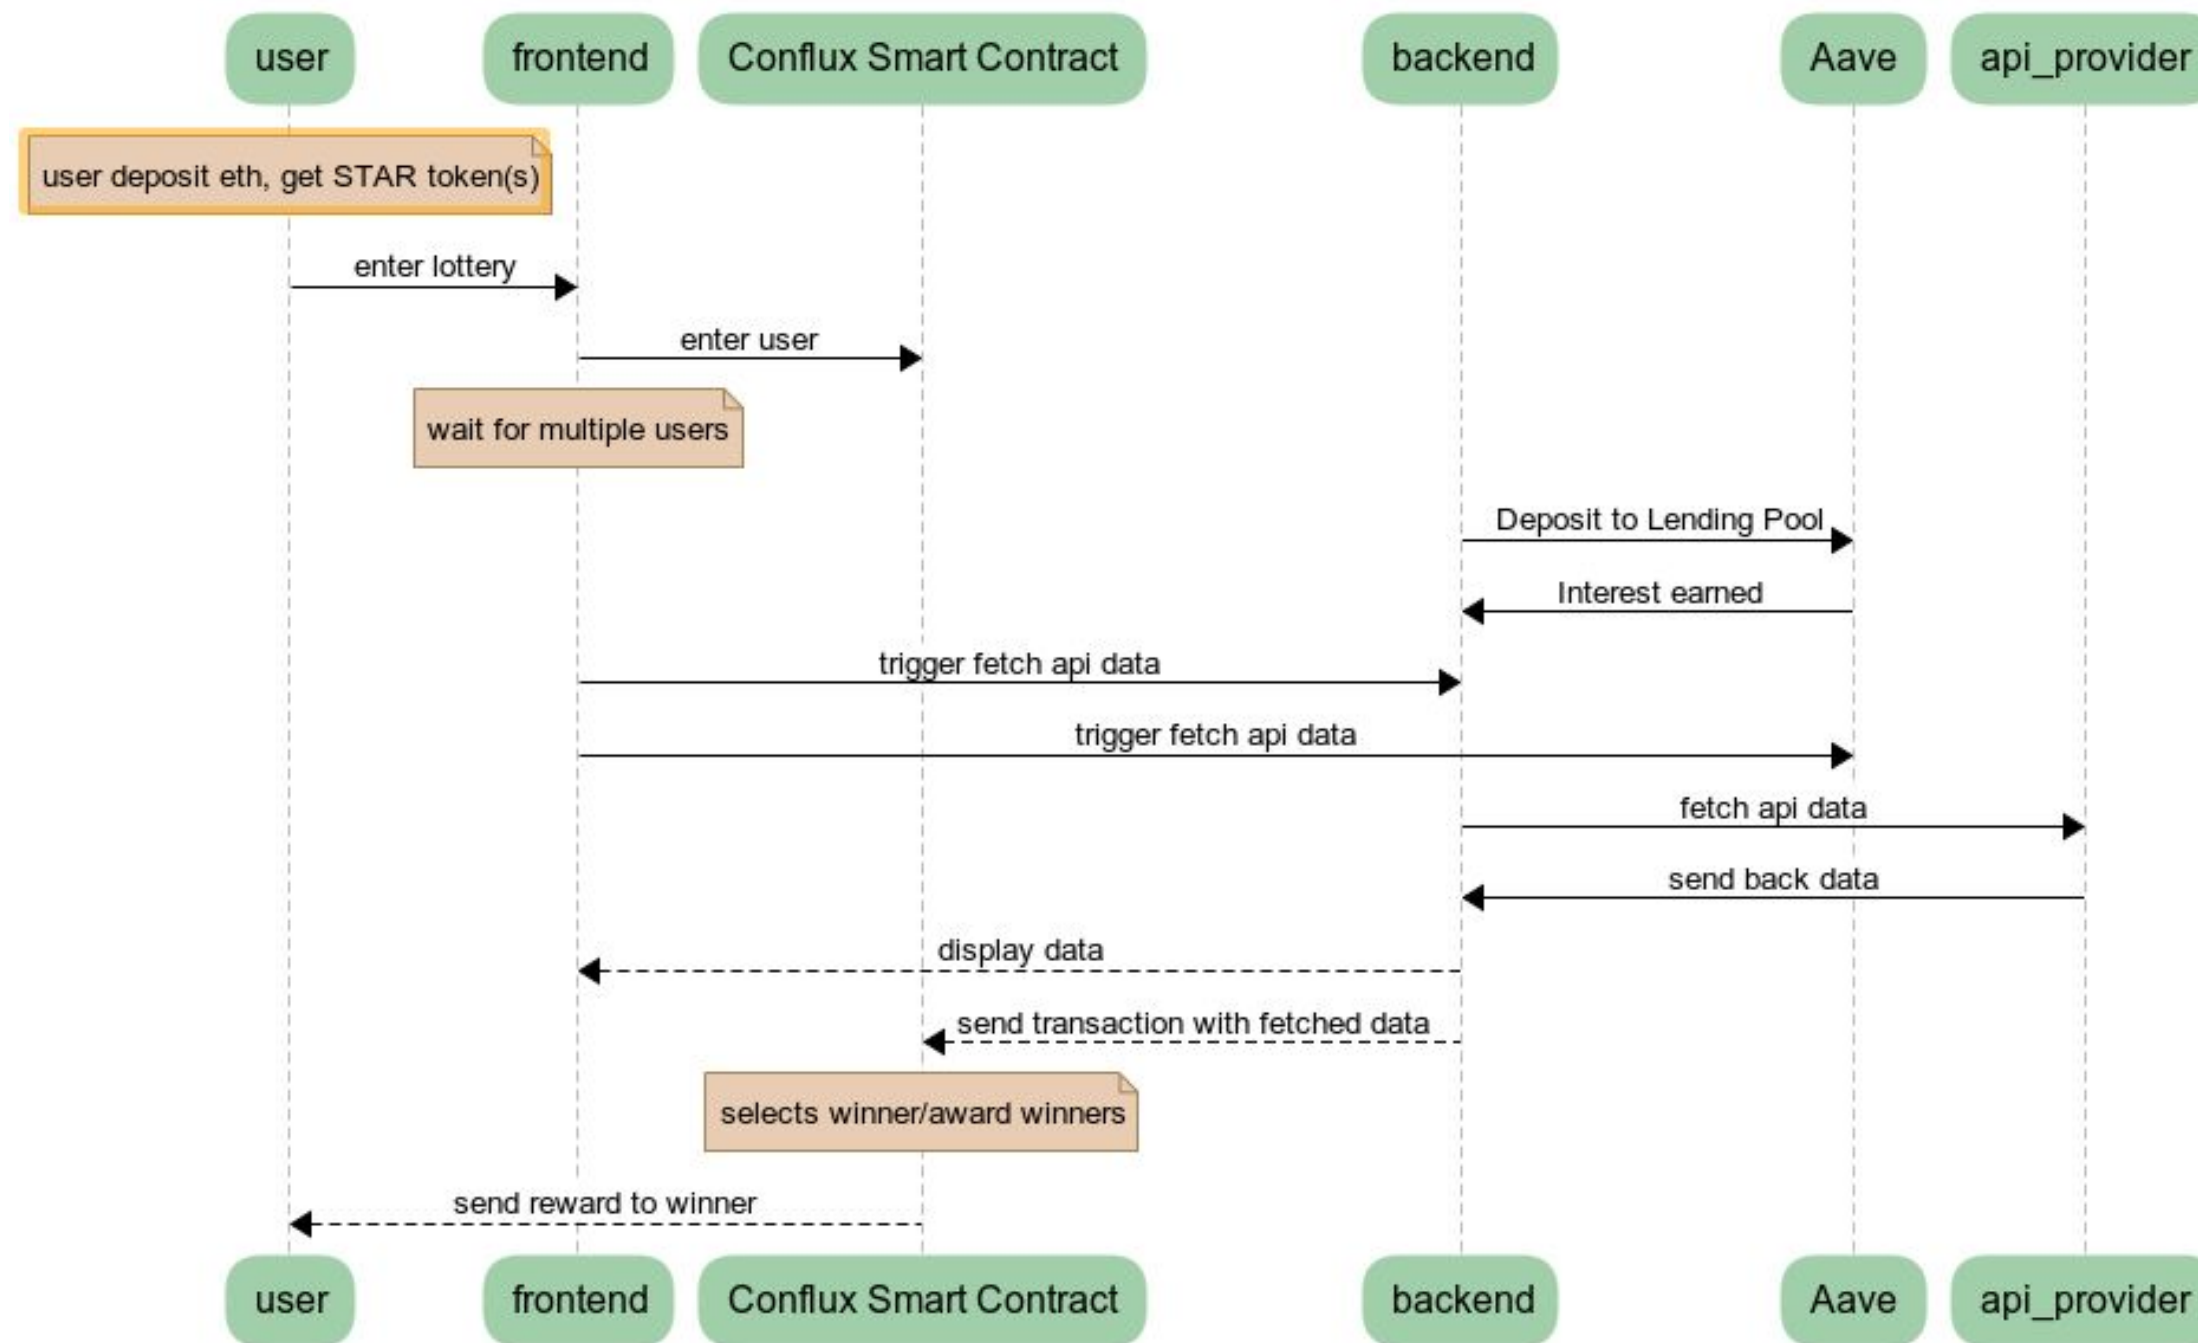 user
frontend
Conflux Smart Contract
backend
Aave
api_provider
user deposit eth, get STAR token(s)
enter lottery
enter user
wait for multiple users
Deposit to Lending Pool
Interest earned
trigger fetch api data
trigger fetch api data
fetch api data
send back data
display data
send transaction with fetched data
selects winner/award winners
send reward to winner
user
frontend
Conflux Smart Contract
backend
Aave
api_provider